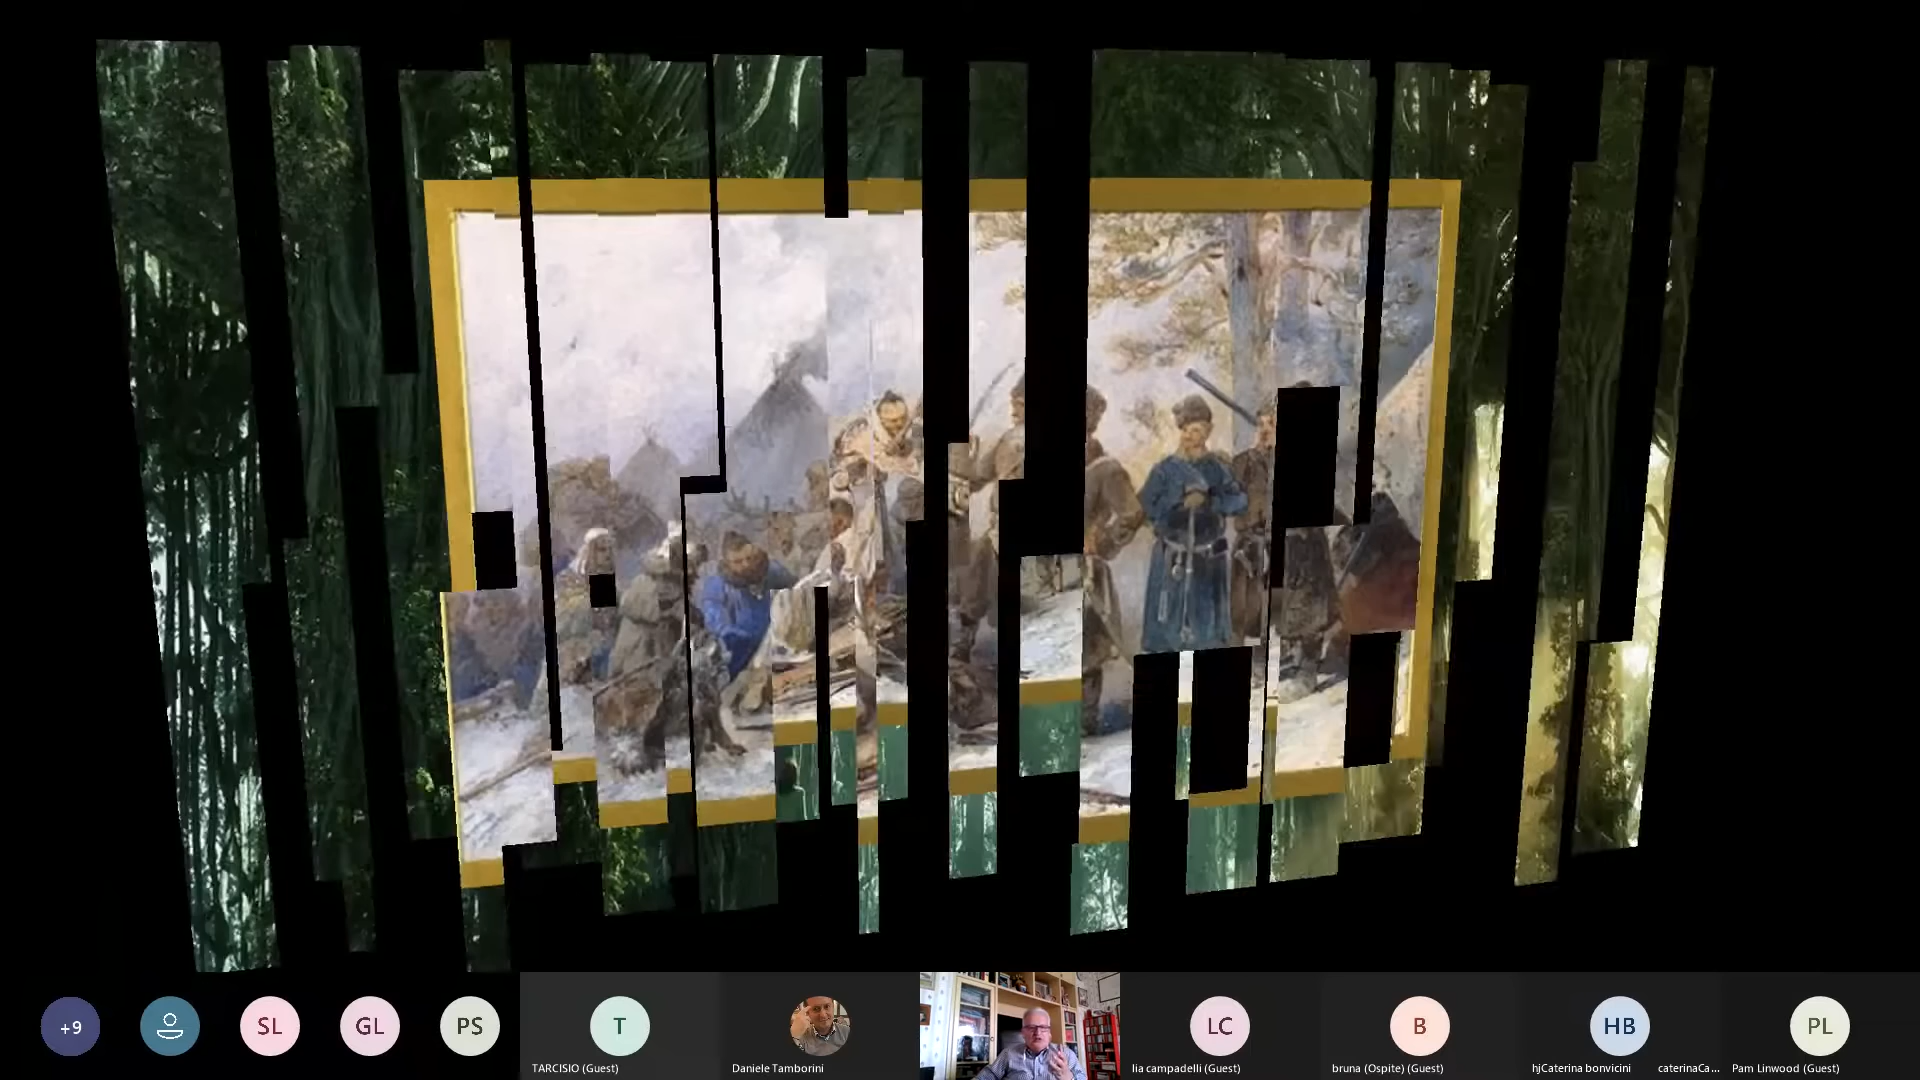 +9
SL
GL
PS
T
TARCISIO (Guest)
Daniele Tamborini
LC
lia campadelli (Guest)
B
bruna (Ospite) (Guest)
HB
hjCaterina bonvicini
caterinaCa...
PL
Pam Linwood (Guest)